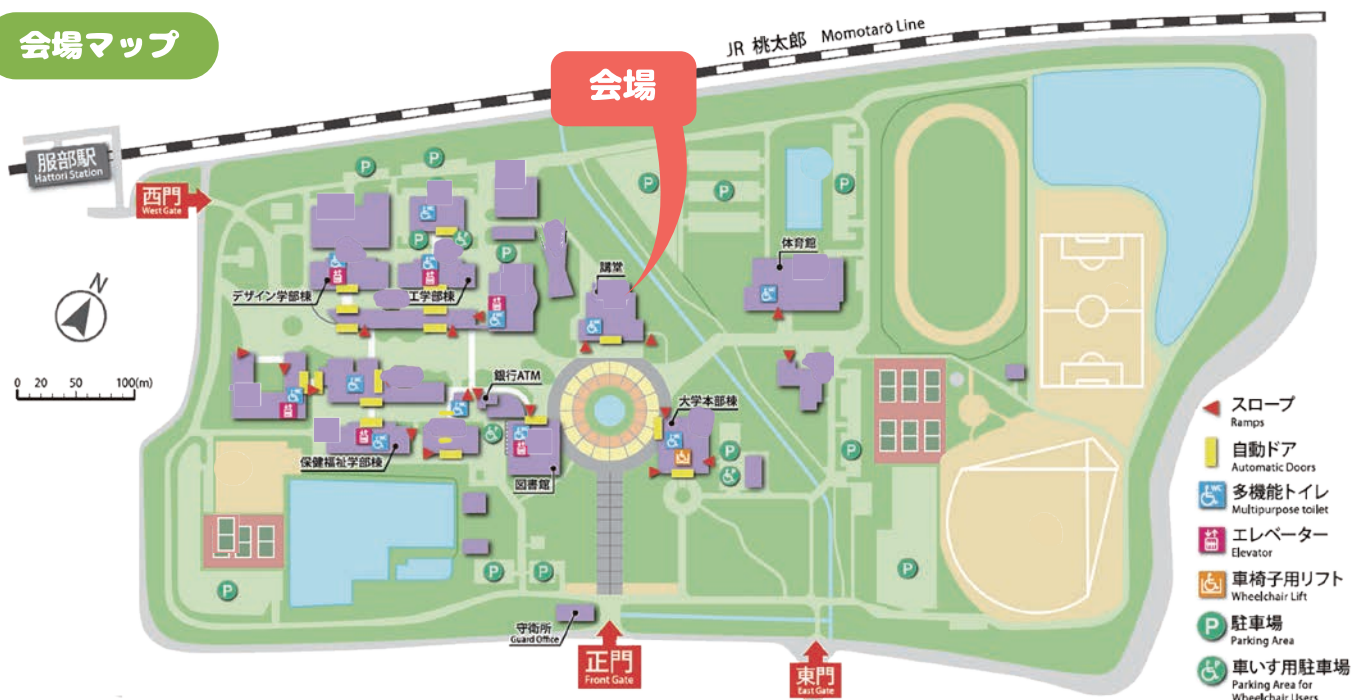 会場マップ
JR 桃太郎 Momotarō Line
会場
服部駅
Hattori Station
西門
West Gate
N
0 20 50 100(m)
P
P
P
P
P
P
P
体育館
講堂
デザイン学部棟
工学部棟
銀行ATM
大学本部棟
保健福祉学部棟
図書館
P
P
P
P
P
P
守衛所
Guard Office
正門
Front Gate
東門
East Gate
スロープ
Ramps
自動ドア
Automatic Doors
WC
多機能トイレ
Multipurpose toilet
エレベーター
Elevator
車椅子用リフト
Wheelchair Lift
P
駐車場
Parking Area
車いす用駐車場
Parking Area for
Wheelchair Users